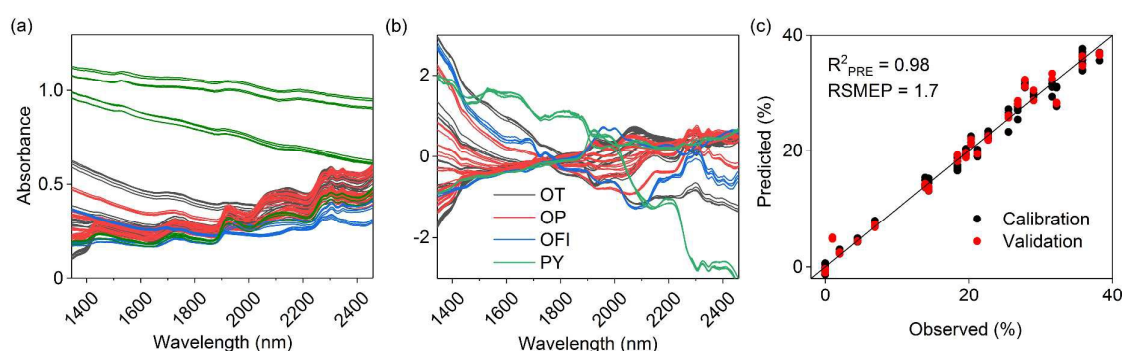 (a)
Absorbance
1.0
0.5
0
1400
1600
1800
2000
2200
2400
Wavelength (nm)
(b)
2
0
-2
OT
OP
OFI
PY
1400
1600
1800
2000
2200
2400
Wavelength (nm)
(c)
Predicted (%)
40
20
0
R²PRE = 0.98
RSMEP = 1.7
Calibration
Validation
0
20
40
Observed (%)